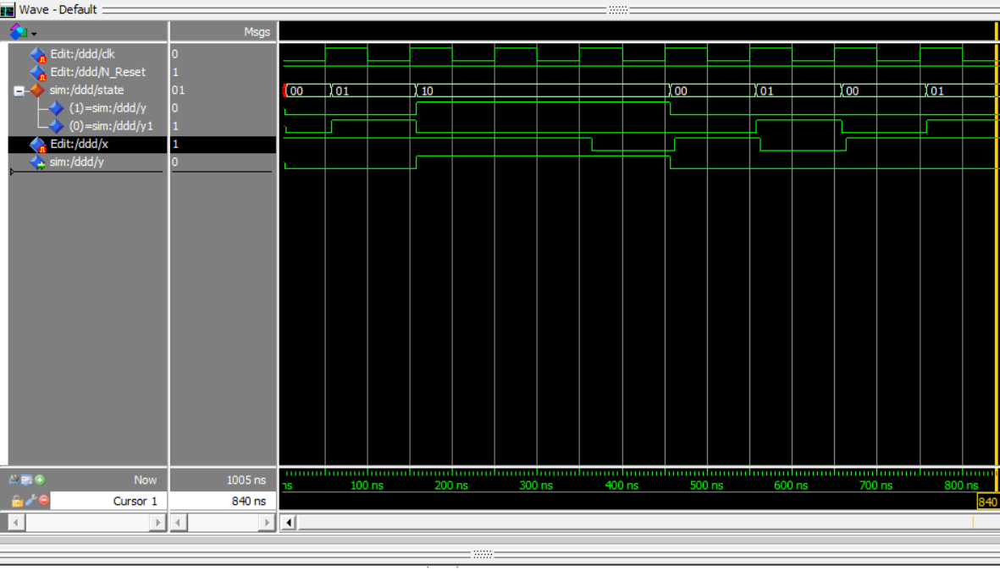 Wave - Default
Msgs
Edit:/ddd/clk 0
Edit:/ddd/N_Reset 1
sim:/ddd/state 01 00 01 10 00 01 00 01
(1)=sim:/ddd/y 0
(0)=sim:/ddd/y1 1
Edit:/ddd/x 1
sim:/ddd/y 0
Now 1005 ns ns 100 ns 200 ns 300 ns 400 ns 500 ns 600 ns 700 ns 800 ns
Cursor 1 840 ns 840